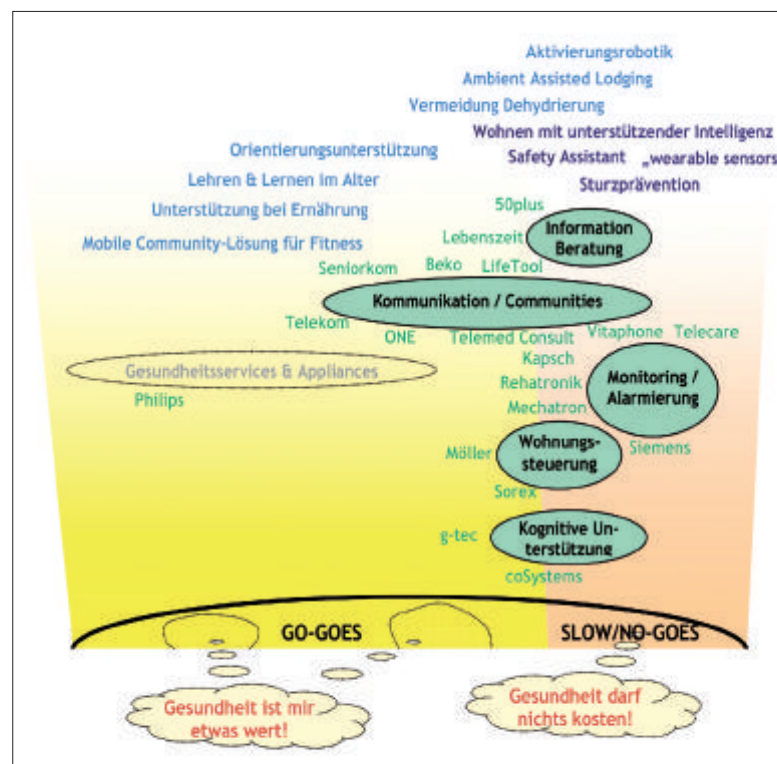 Aktivierungsrobotik
Ambient Assisted Lodging
Vermeidung Dehydrierung
Wohnen mit unterstützender Intelligenz
Orientierungsunterstützung
Safety Assistant „wearable sensors
Lehren & Lernen im Alter
Sturzprävention
50plus
Unterstützung bei Ernährung
Information
Beratung
Lebenszeit
Mobile Community-Lösung für Fitness
Seniorkom
Beko
LifeTool
Kommunikation / Communities
Telekom
ONE
Telemed Consult
Vitaphone
Telecare
Kapsch
Gesundheitsservices & Appliances
Rehatronik
Monitoring /
Alarmierung
Philips
Mechatron
Wohnungs-
steuerung
Möller
Siemens
Sorex
g-tec
Kognitive Un-
terstützung
coSystems
GO-GOES
SLOW/NO-GOES
Gesundheit ist mir
etwas wert!
Gesundheit darf
nichts kosten!